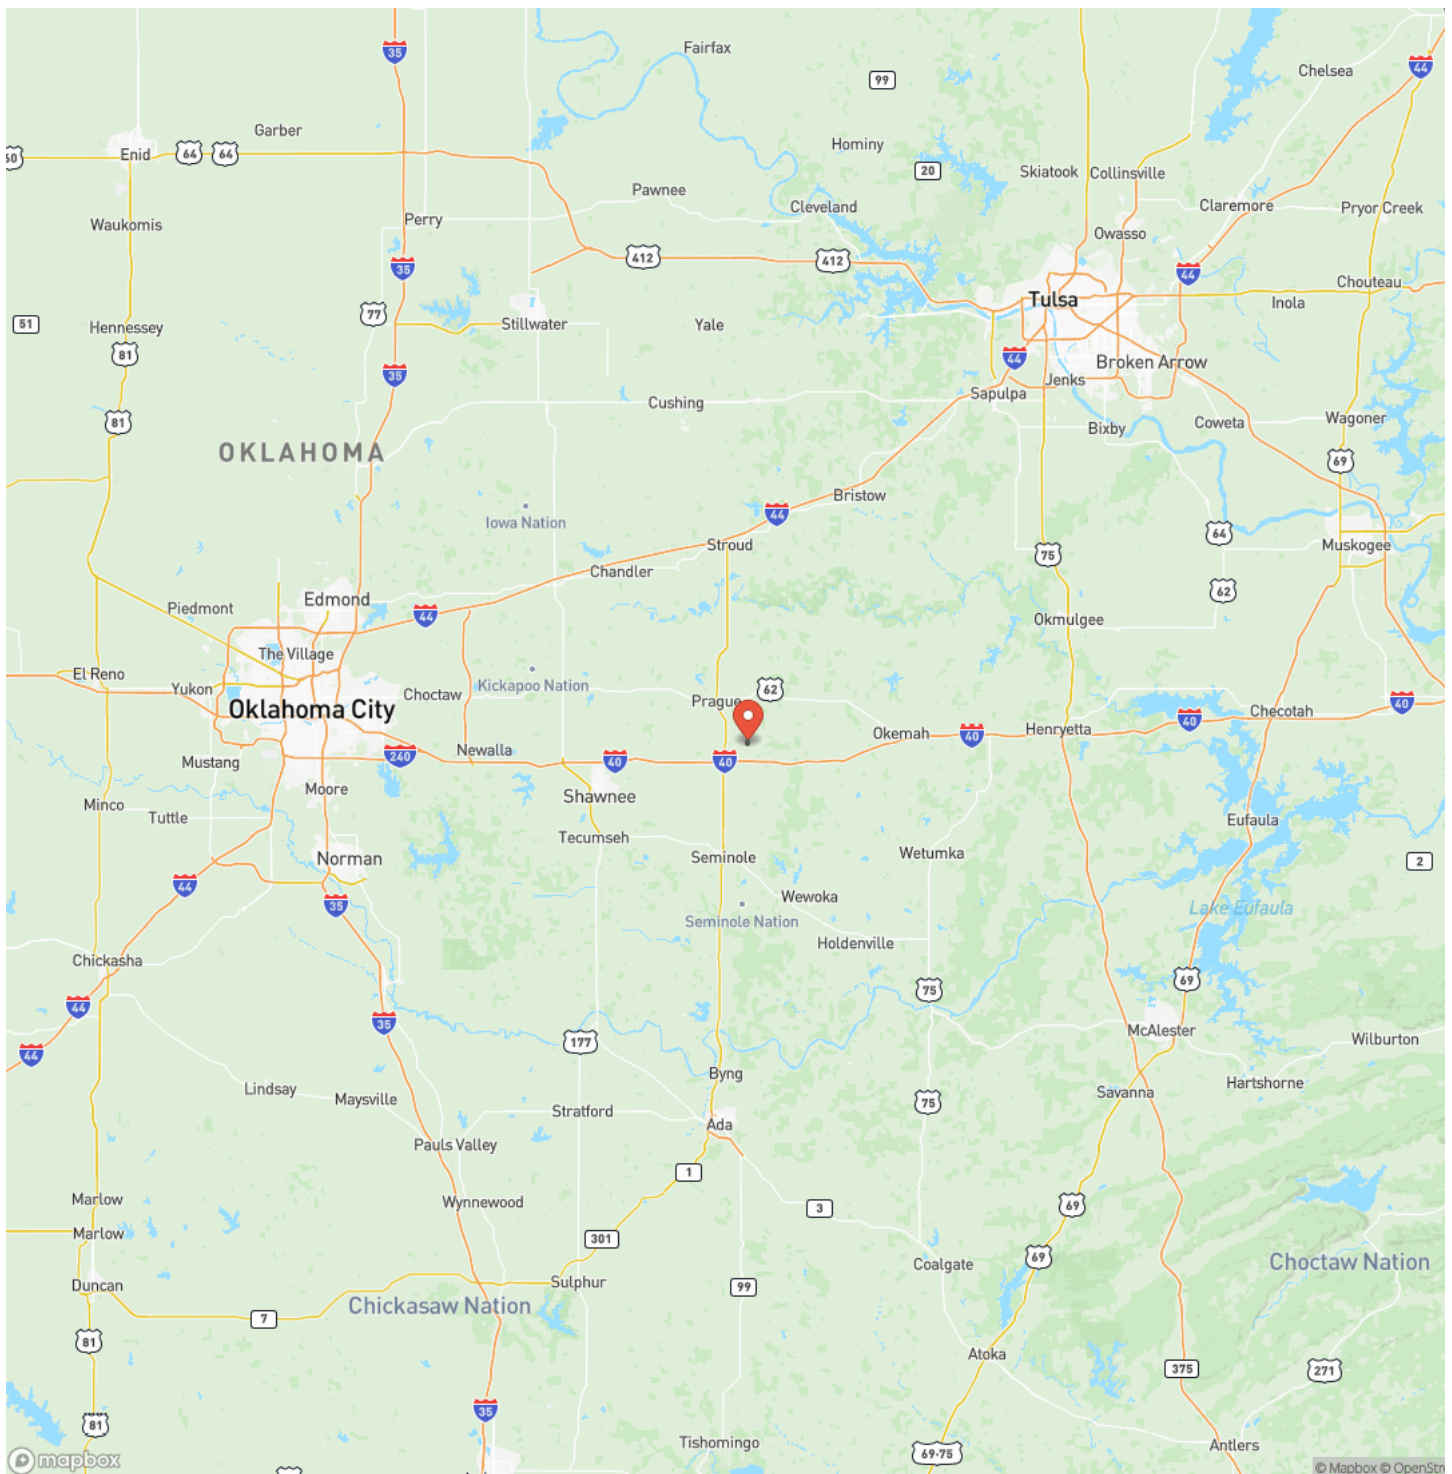 35
Fairfax
99
Chelsea
44
Garber
60
Enid
64
64
Hominy
20
Skiatook
Collinsville
Pawnee
Waukomis
Perry
Cleveland
Claremore
Pryor Creek
Owasso
35
412
412
44
Chouteau
51
Hennessey
77
Stillwater
Yale
Tulsa
Inola
81
35
44
Broken Arrow
Jenks
Sapulpa
81
Cushing
Bixby
Coweta
Wagoner
OKLAHOMA
69
Iowa Nation
44
Bristow
Stroud
75
64
Muskogee
Chandler
62
Piedmont
Edmond
44
Okmulgee
The Village
El Reno
Yukon
Choctaw
Kickapoo Nation
Prague
62
Oklahoma City
40
Checotah
40
Newalla
240
Okemah
40
Henryetta
Mustang
40
40
Moore
Shawnee
Minco
Tuttle
Tecumseh
Eufaula
Norman
Seminole
Wetumka
2
44
35
Wewoka
Seminole Nation
Lake Eufaula
Holdenville
Chickasha
44
75
69
35
177
McAlester
Wilburton
44
Byng
Lindsay
Maysville
Stratford
75
Savanna
Hartshorne
Ada
Pauls Valley
1
Marlow
Wynnewood
3
69
Marlow
301
69
Duncan
Sulphur
Coalgate
Choctaw Nation
99
Chickasaw Nation
7
81
Atoka
375
271
35
81
Tishomingo
69-75
Antlers
mapbox
© Mapbox © OpenStr